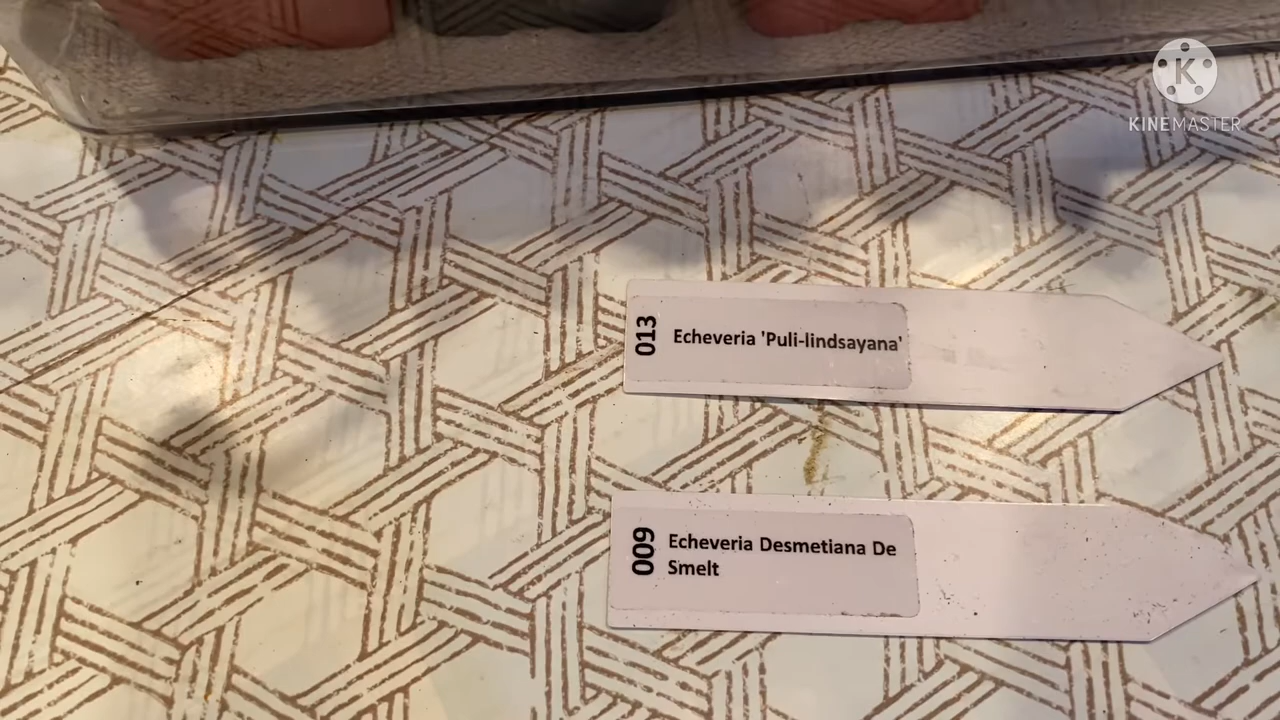 K
KINEMASTER
013
Echeveria 'Puli-lindsayana'
009
Echeveria Desmetiana De
Smelt